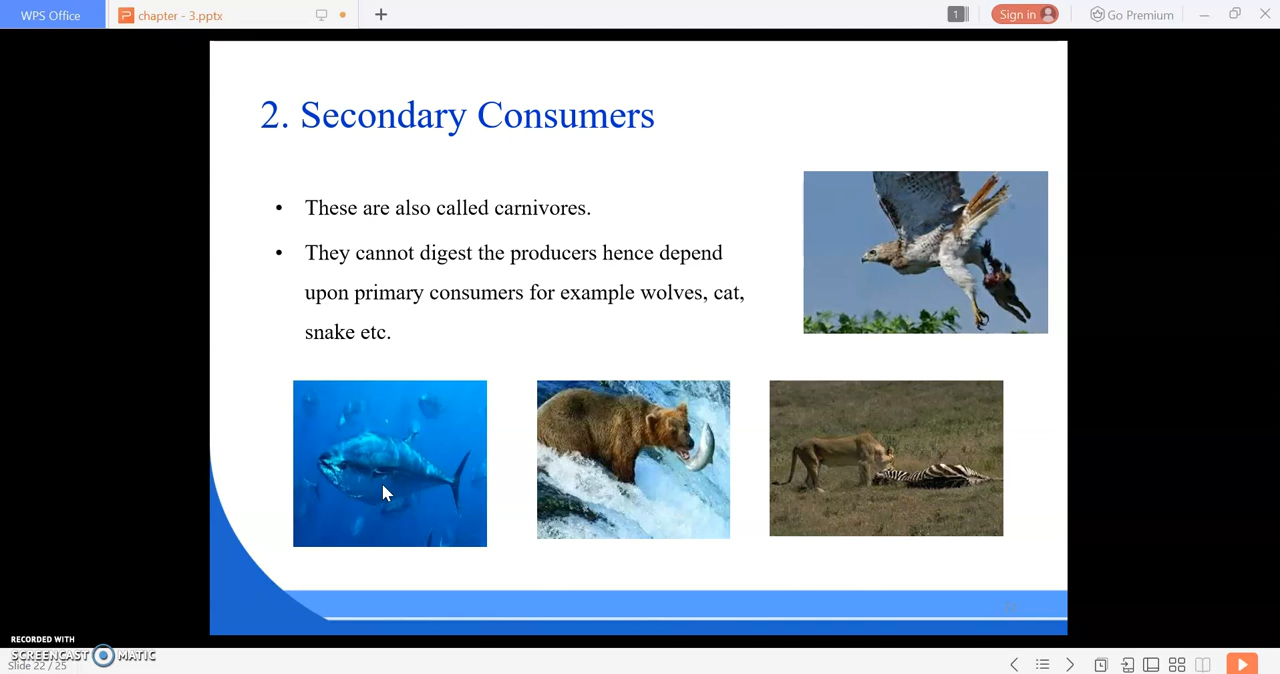 WPS Office
chapter - 3.pptx
1
Sign in
Go Premium
2. Secondary Consumers
• These are also called carnivores.
• They cannot digest the producers hence depend
upon primary consumers for example wolves, cat,
snake etc.
RECORDED WITH
SCREENCAST MATIC
Slide 22 / 25